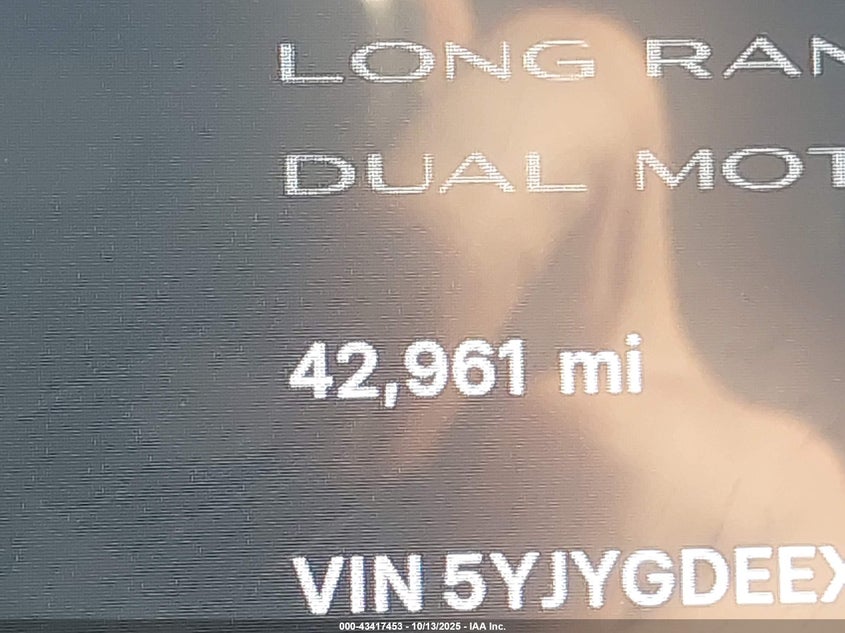 LONG RAN
DUAL MOT
42,961 mi
VIN 5YJYGDEEX
000-43417453 - 10/13/2025 - IAA Inc.